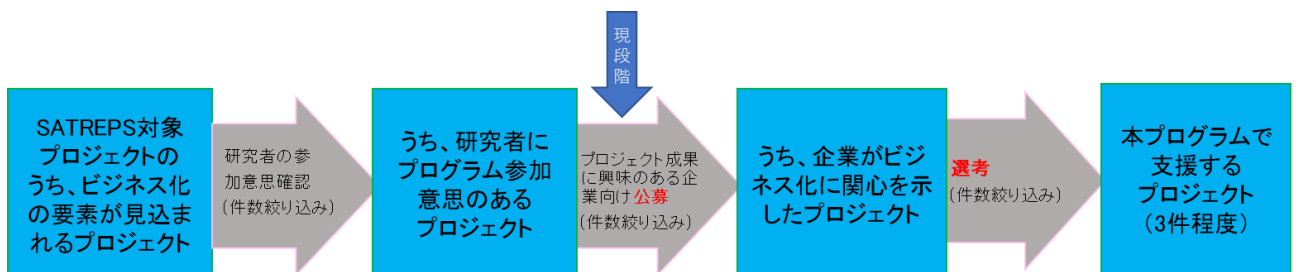 現段階
SATREPS対象
プロジェクトの
うち、ビジネス化
の要素が見込ま
れるプロジェクト
研究者の参
加意思確認
(件数絞り込み)
うち、研究者に
プログラム参加
意思のある
プロジェクト
プロジェクト成果
に興味のある企
業向け公募
(件数絞り込み)
うち、企業がビジ
ネス化に関心を示
したプロジェクト
選考
(件数絞り込み)
本プログラムで
支援する
プロジェクト
（3件程度）